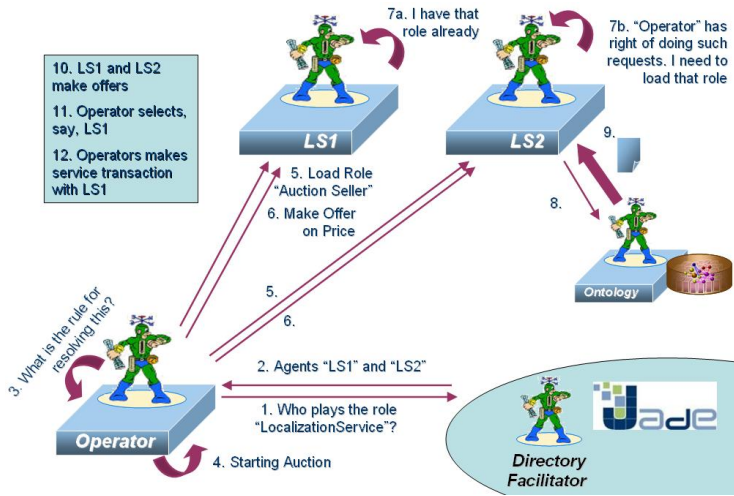 7a. I have that
role already
7b. “Operator” has
right of doing such
requests. I need to
load that role
10. LS1 and LS2
make offers
11. Operator selects,
say, LS1
12. Operators makes
service transaction
with LS1
LS1
LS2
9.
5. Load Role
“Auction Seller”
6. Make Offer
on Price
8.
Ontology
5.
6.
3. What is the rule for
resolving this?
2. Agents “LS1” and “LS2”
1. Who plays the role
“LocalizationService”?
Operator
4. Starting Auction
Jade
Directory
Facilitator